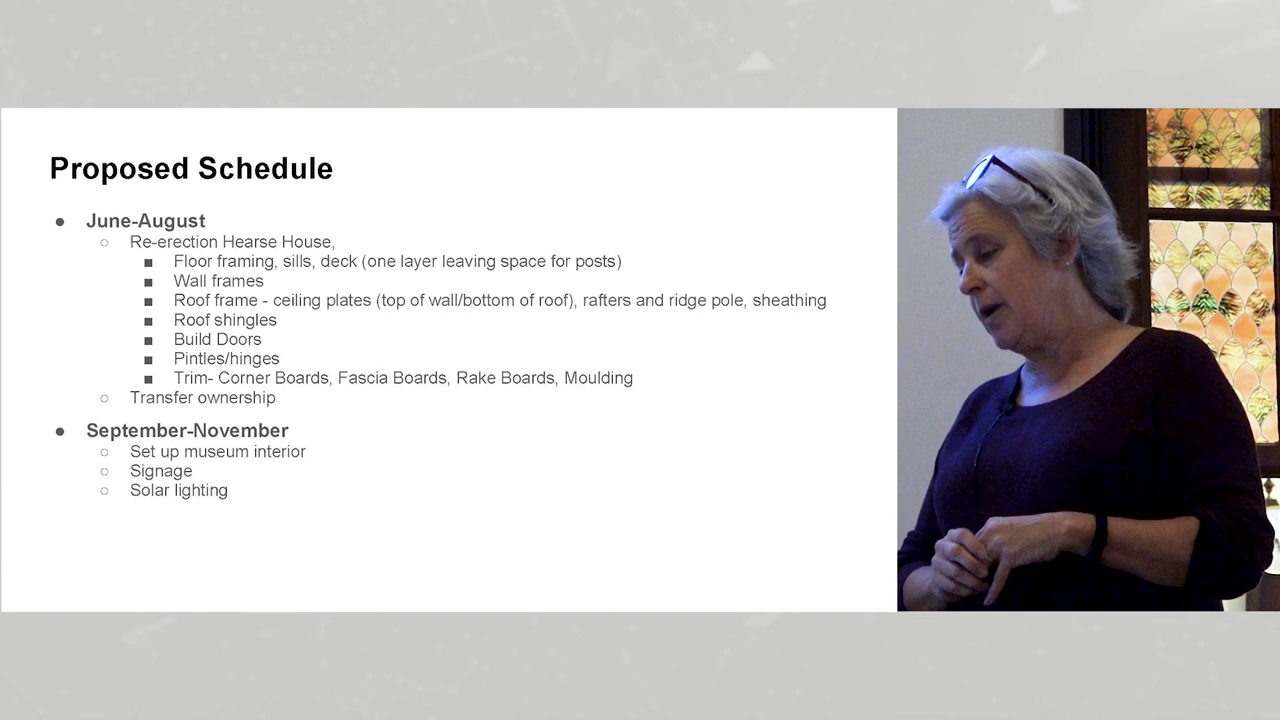 Proposed Schedule
● June-August
○ Re-erection Hearse House,
■ Floor framing, sills, deck (one layer leaving space for posts)
■ Wall frames
■ Roof frame - ceiling plates (top of wall/bottom of roof), rafters and ridge pole, sheathing
■ Roof shingles
■ Build Doors
■ Pintles/hinges
■ Trim- Corner Boards, Fascia Boards, Rake Boards, Moulding
○ Transfer ownership
● September-November
○ Set up museum interior
○ Signage
○ Solar lighting